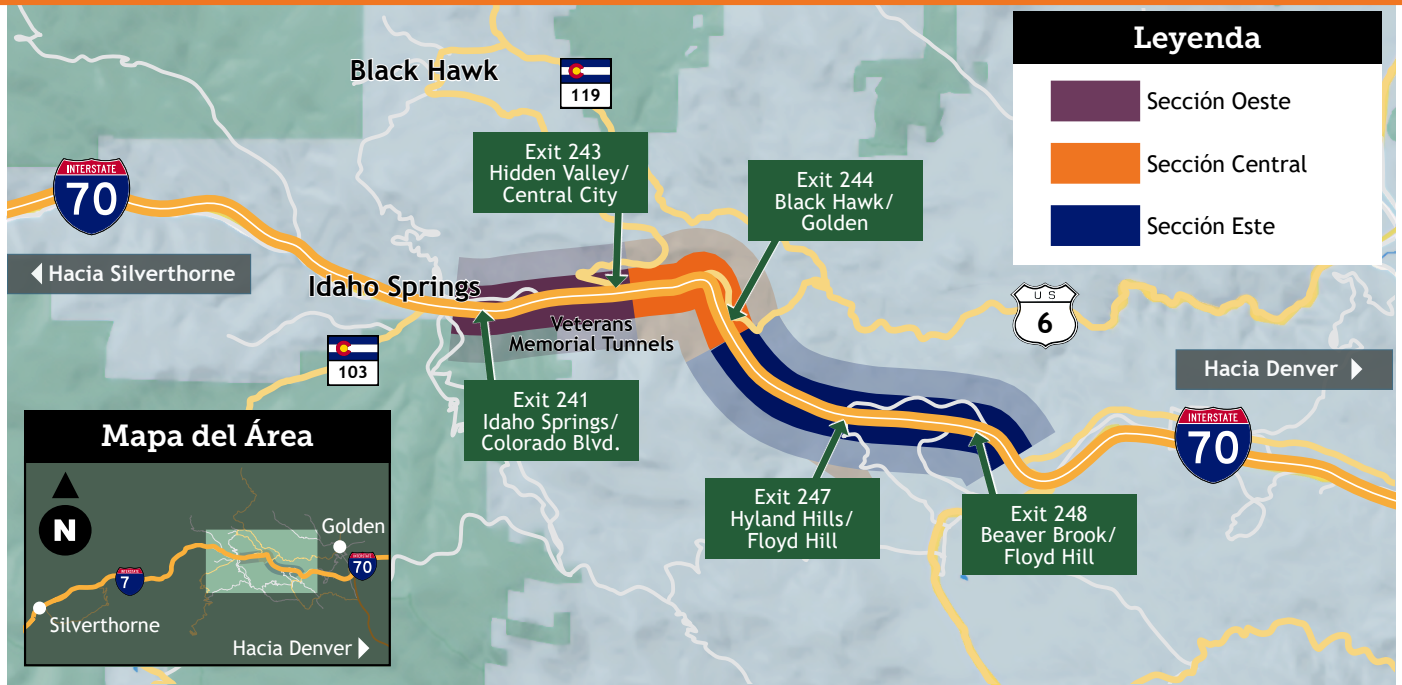 Leyenda
Sección Oeste
Sección Central
Sección Este
Black Hawk
119
Exit 243
Hidden Valley/
Central City
Exit 244
Black Hawk/
Golden
INTERSTATE
70
Hacia Silverthorne
Idaho Springs
Veterans
Memorial Tunnels
U S
6
103
Hacia Denver
Exit 241
Idaho Springs/
Colorado Blvd.
INTERSTATE
70
Exit 247
Hyland Hills/
Floyd Hill
Exit 248
Beaver Brook/
Floyd Hill
Mapa del Área
N
Golden
INTERSTATE
70
INTERSTATE
7
Silverthorne
Hacia Denver